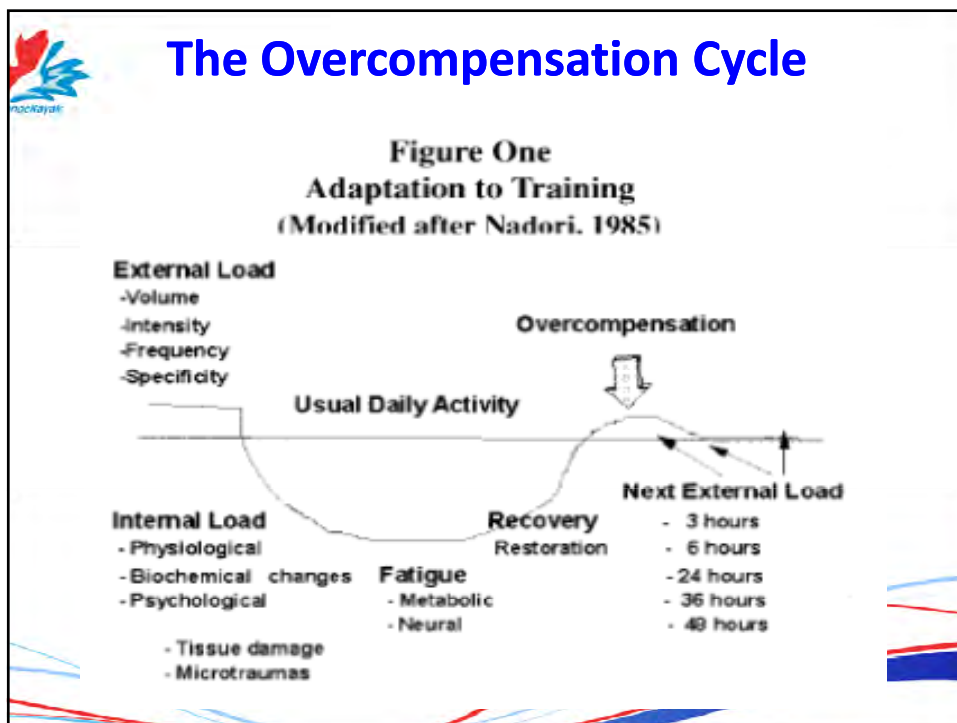 The Overcompensation Cycle
Figure One
Adaptation to Training
(Modified after Nadori. 1985)
External Load
-Volume
-Intensity
-Frequency
-Specificity
Overcompensation
Usual Daily Activity
Next External Load
- 3 hours
- 6 hours
-24 hours
- 36 hours
- 48 hours
Internal Load
- Physiological
- Biochemical changes
- Psychological
- Tissue damage
- Microtraumas
Fatigue
- Metabolic
- Neural
Recovery
Restoration